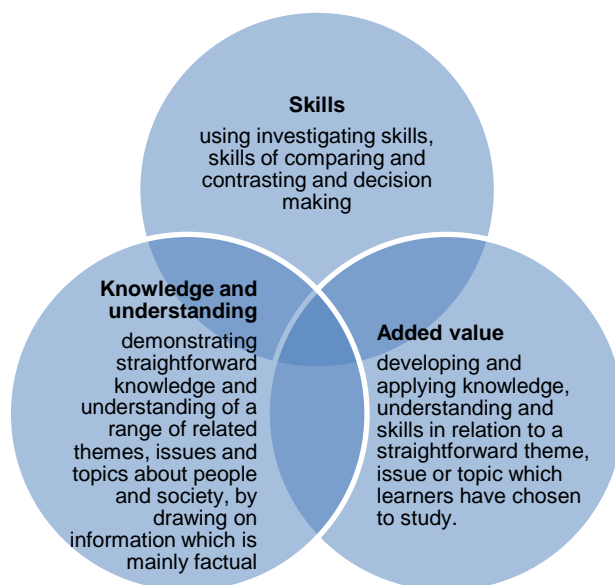 Skills
using investigating skills,
skills of comparing and
contrasting and decision
making
Knowledge and
understanding
demonstrating
straightforward
knowledge and
understanding of a
range of related
themes, issues and
topics about people
and society, by
drawing on
information which is
mainly factual
Added value
developing and
applying knowledge,
understanding and
skills in relation to a
straightforward theme,
issue or topic which
learners have chosen
to study.